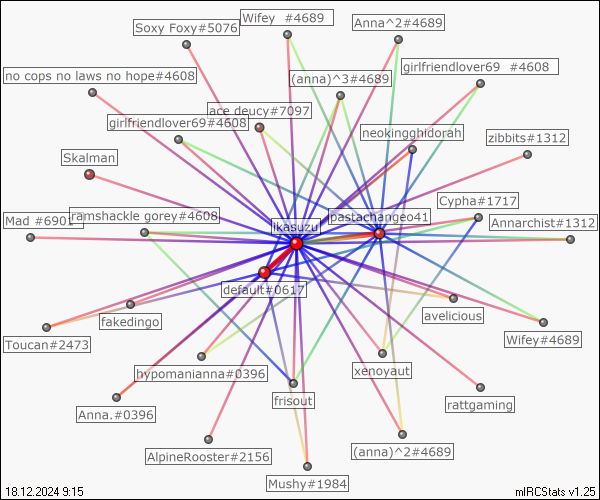 Wifey  #4689
Soxy Foxy#5076
Anna^2#4689
girlfriendlover69  #4608
no cops no laws no hope#4608
(anna)^3#4689
ace deucy#7097
girlfriendlover69#4608
neokingghidorah
zibbits#1312
Skalman
Cypha#1717
ramshackle gorey#4608
pastachangeo41
Mad #6902
ikasuzu
Annarchist#1312
default#0617
fakedingo
avelicious
Toucan#2473
Wifey#4689
hypomanianna#0396
xenoyaut
frisout
rattgaming
Anna.#0396
AlpineRooster#2156
(anna)^2#4689
Mushy#1984
18.12.2024 9:15
mIRCStats v1.25